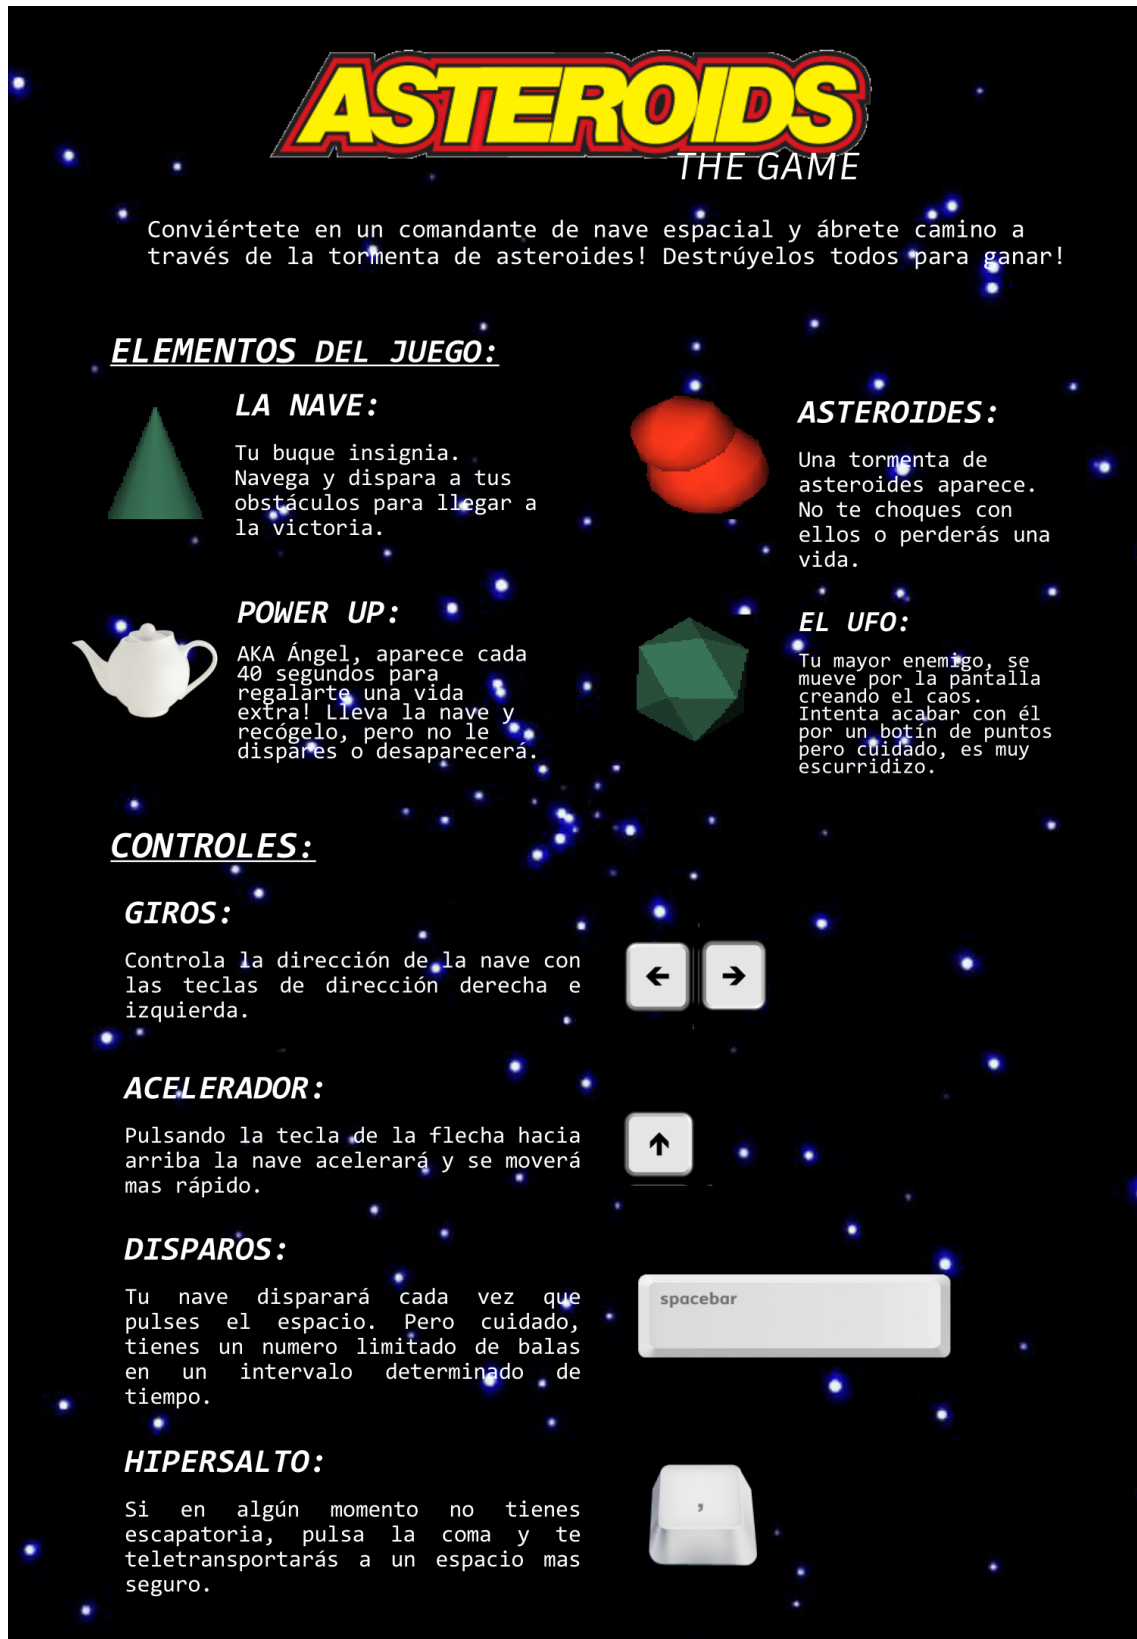 ASTEROIDS
THE GAME
Conviértete en un comandante de nave espacial y ábrete camino a
través de la tormenta de asteroides! Destrúyelos todos para ganar!
ELEMENTOS DEL JUEGO:
LA NAVE:
Tu buque insignia.
Navega y dispara a tus
obstáculos para llegar a
la victoria.
ASTEROIDES:
Una tormenta de
asteroides aparece.
No te choques con
ellos o perderás una
vida.
POWER UP:
AKA Ángel, aparece cada
40 segundos para
regalarte una vida
extra! Lleva la nave y
recógelo, pero no le
dispares o desaparecerá.
EL UFO:
Tu mayor enemigo, se
mueve por la pantalla
creando el caos.
Intenta acabar con él
por un botín de puntos
pero cuidado, es muy
escurridizo.
CONTROLES:
GIROS:
Controla la dirección de la nave con
las teclas de dirección derecha e
izquierda.
← →
ACELERADOR:
Pulsando la tecla de la flecha hacia
arriba la nave acelerará y se moverá
mas rápido.
↑
DISPAROS:
Tu nave disparará cada vez que
pulses el espacio. Pero cuidado,
tienes un numero limitado de balas
en un intervalo determinado de
tiempo.
spacebar
HIPERSALTO:
Si en algún momento no tienes
escapatoria, pulsa la coma y te
teletransportarás a un espacio mas
seguro.
,